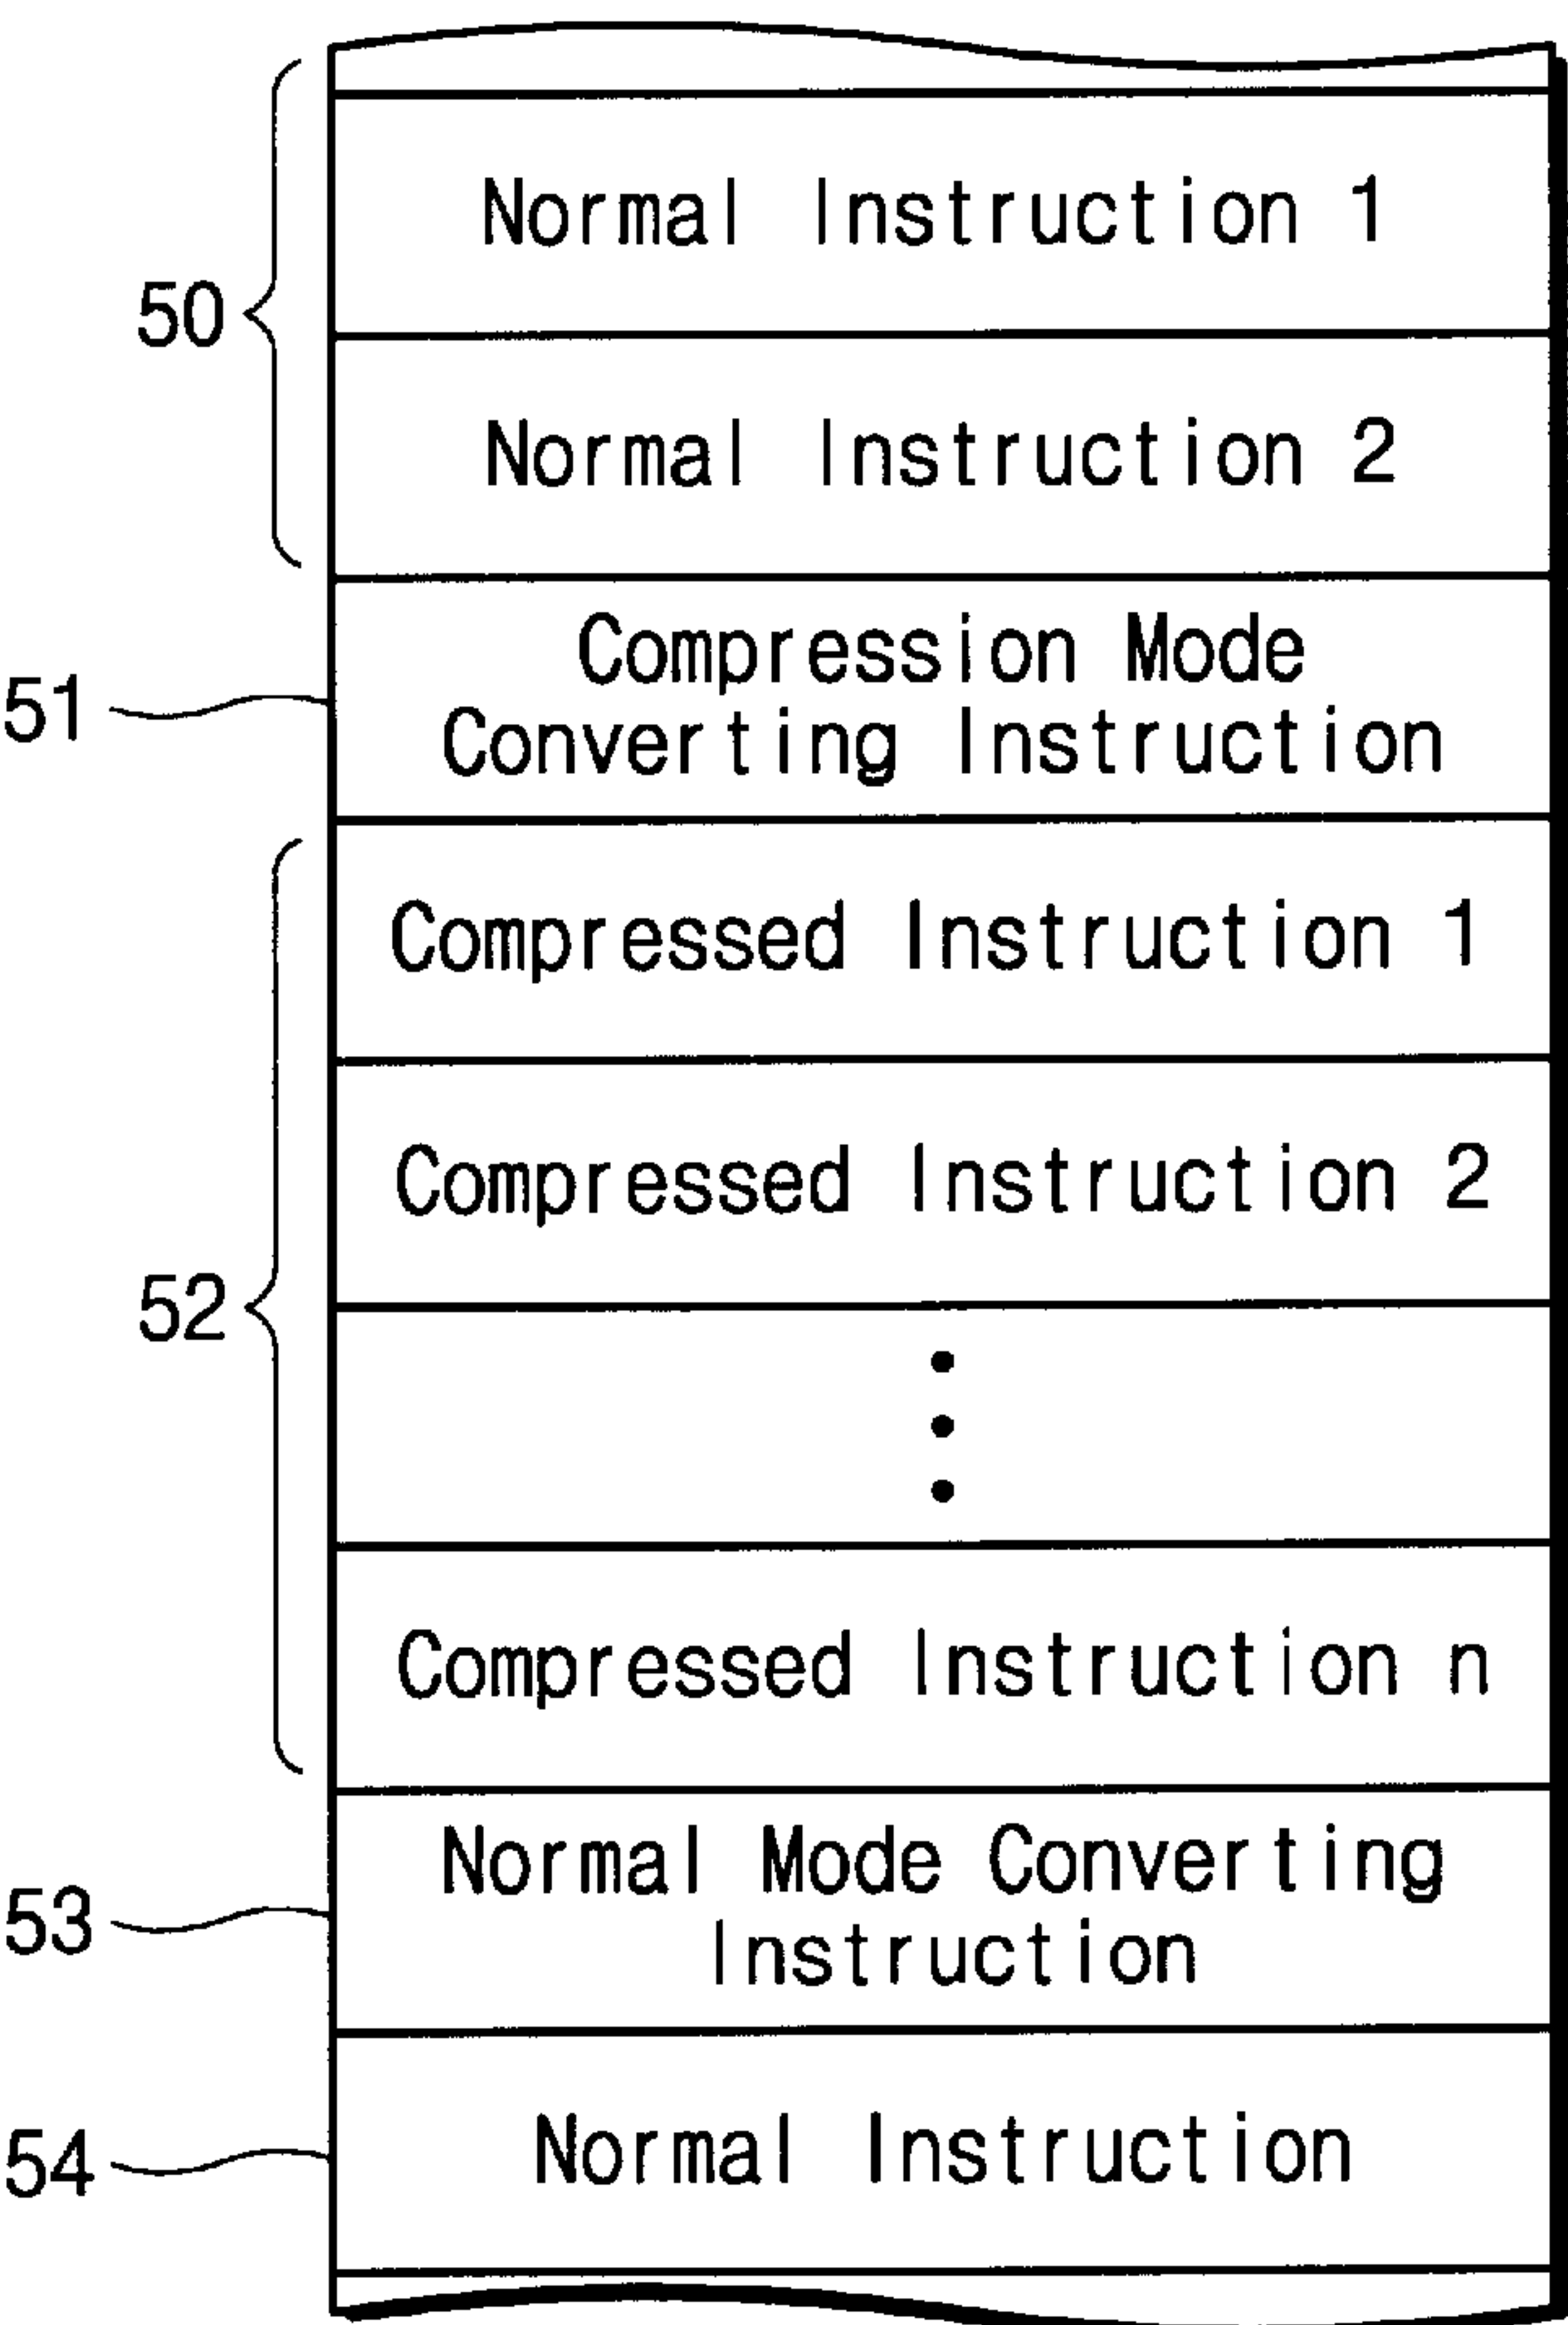 Normal Instruction 1
50
Normal Instruction 2
Compression Mode
51
Converting Instruction
Compressed Instruction 1
Compressed Instruction 2
52
Compressed Instruction n
Normal Mode Converting
53
Instruction
54
Normal Instruction